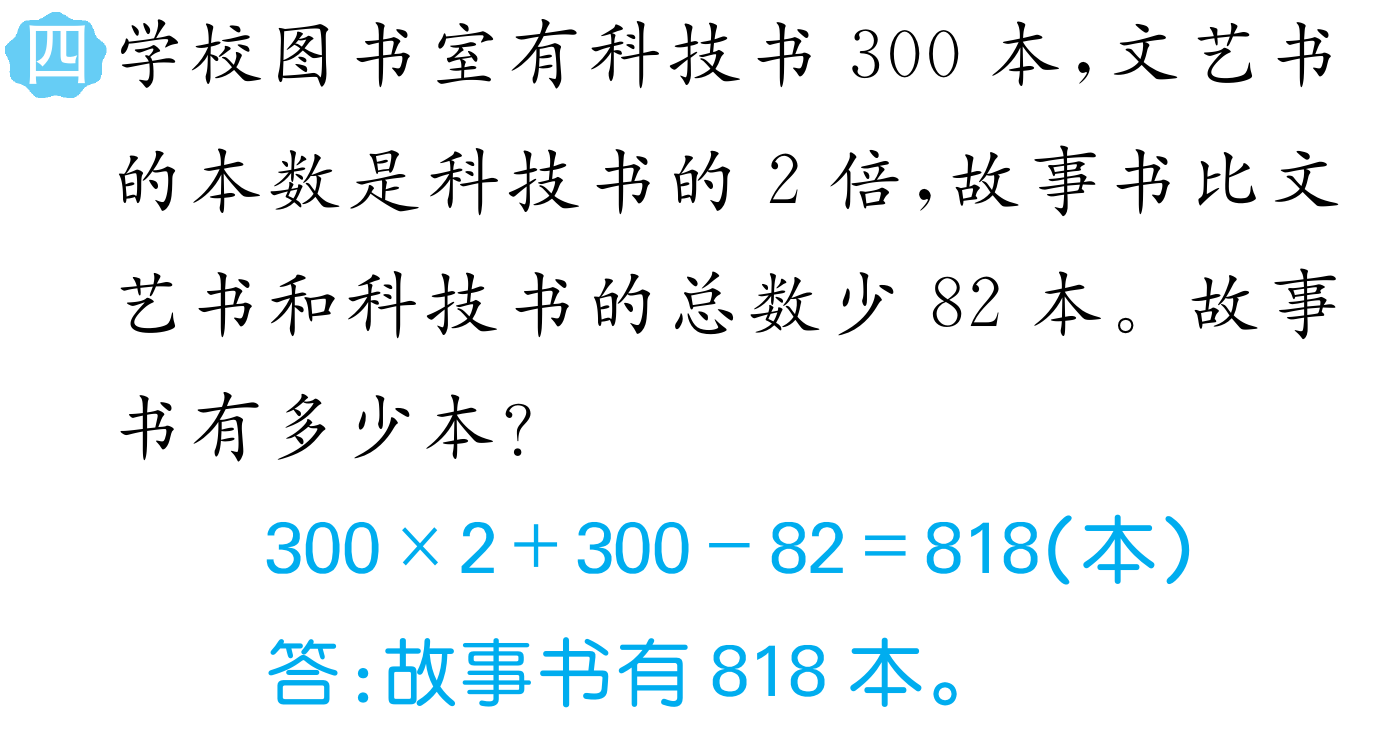 四 学校图书室有科技书 300 本,文艺书
的本数是科技书的 2 倍,故事书比文
艺书和科技书的总数少 82 本。故事
书有多少本?
300×2+300-82=818(本)
答:故事书有 818 本。